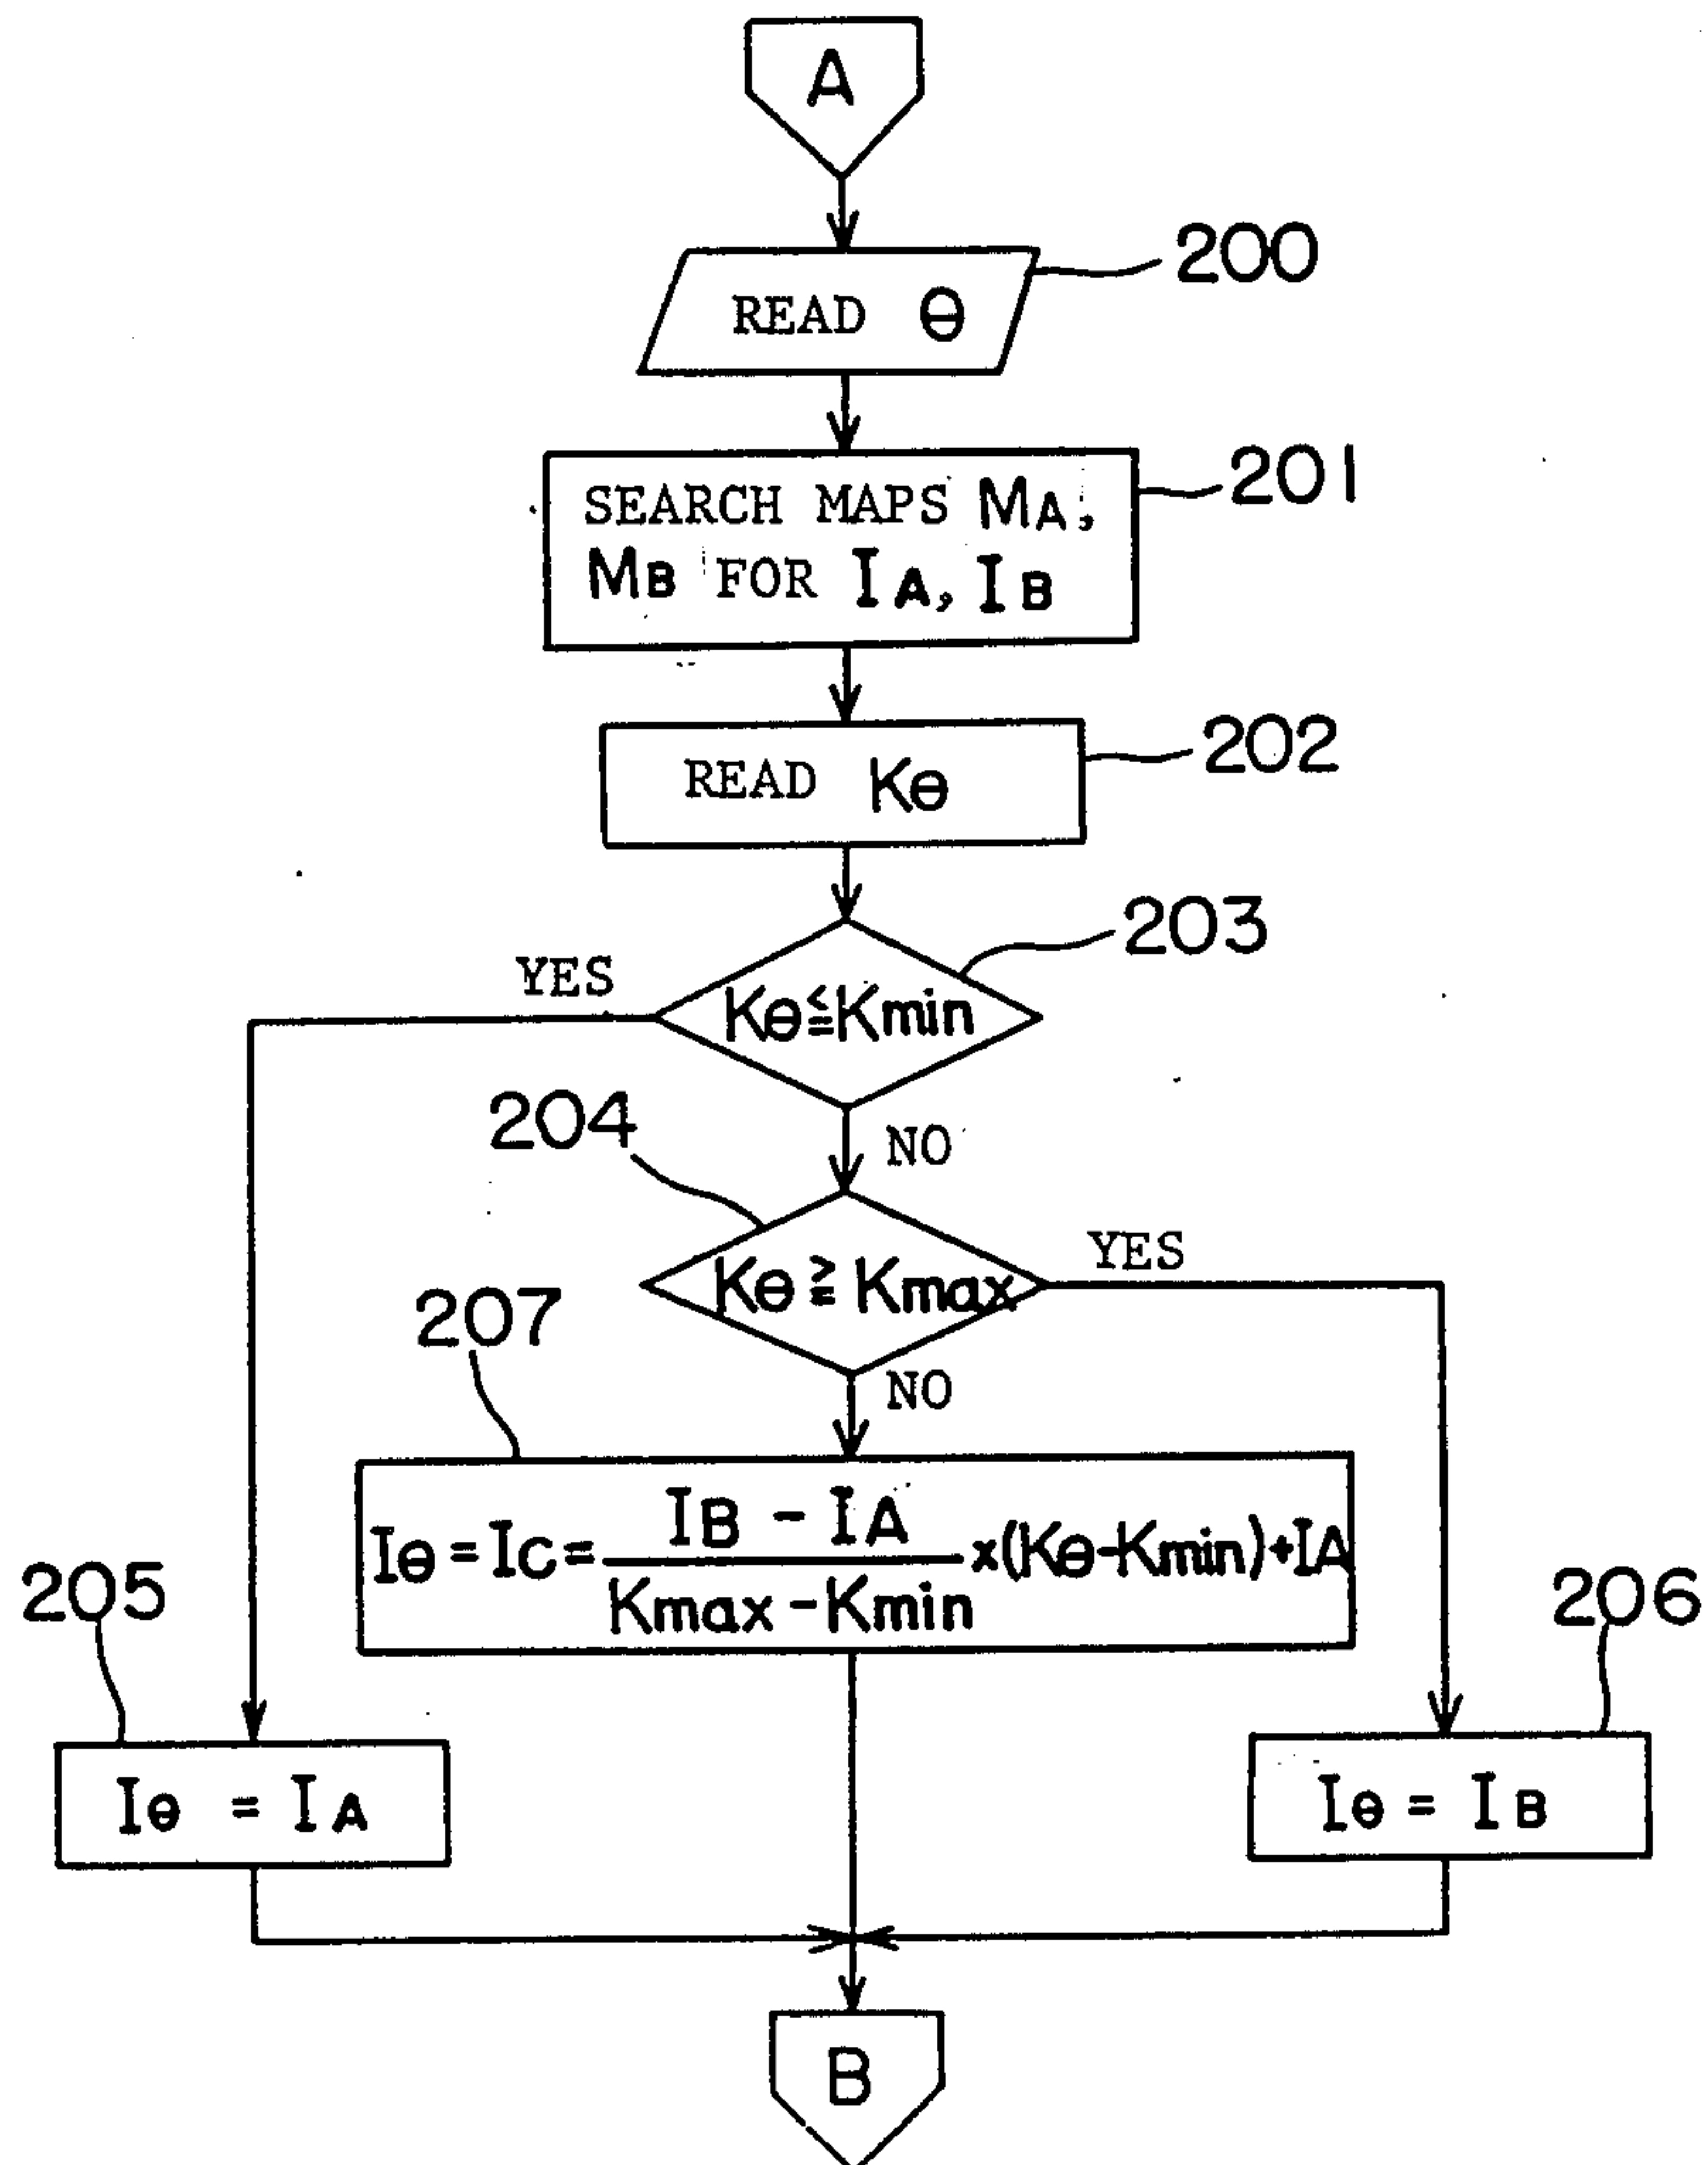 A
200
READ θ
201
SEARCH MAPS MA,
MB FOR IA, IB
202
READ Kθ
203
YES
Kθ≦Kmin
204
NO
YES
Kθ ≧ Kmax
207
NO
IB - IA
Iθ = IC = ×(Kθ-Kmin)+IA
Kmax - Kmin
205
206
Iθ = IA
Iθ = IB
B